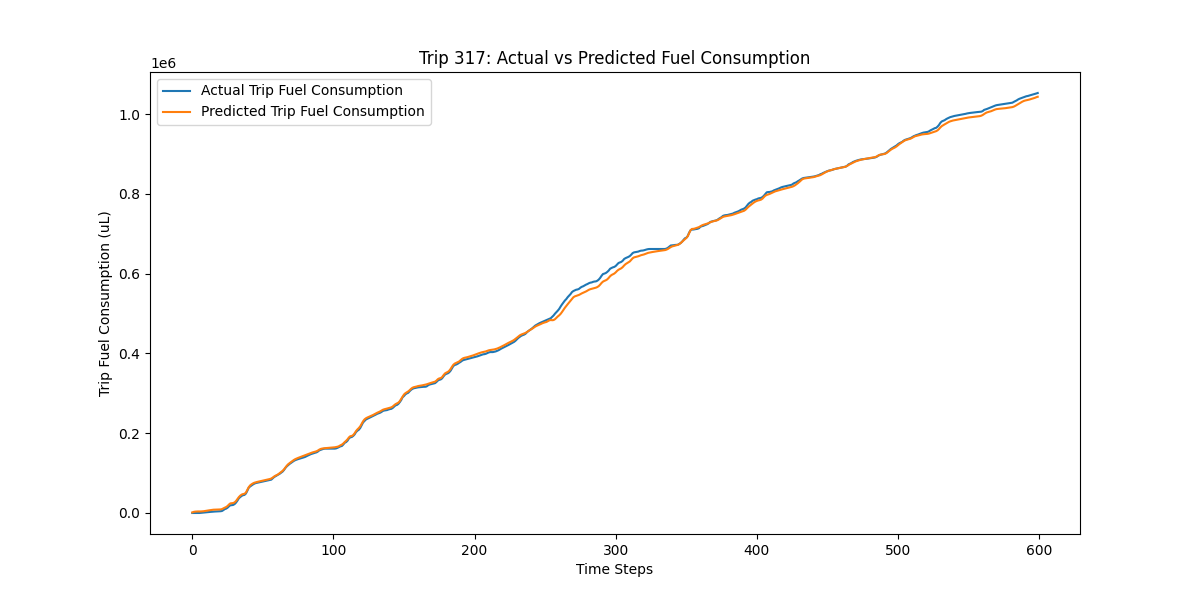 Trip 317: Actual vs Predicted Fuel Consumption
1e6
Actual Trip Fuel Consumption
Predicted Trip Fuel Consumption
1.0
0.8
0.6
0.4
0.2
0.0
Trip Fuel Consumption (uL)
0 100 200 300 400 500 600
Time Steps